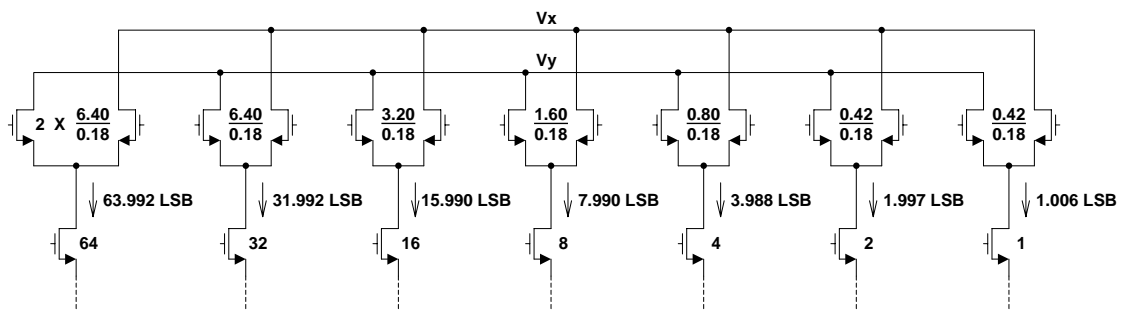 Vx
Vy
2 X 6.40 6.40 3.20 1.60 0.80 0.42 0.42
0.18 0.18 0.18 0.18 0.18 0.18 0.18
63.992 LSB 31.992 LSB 15.990 LSB 7.990 LSB 3.988 LSB 1.997 LSB 1.006 LSB
64 32 16 8 4 2 1